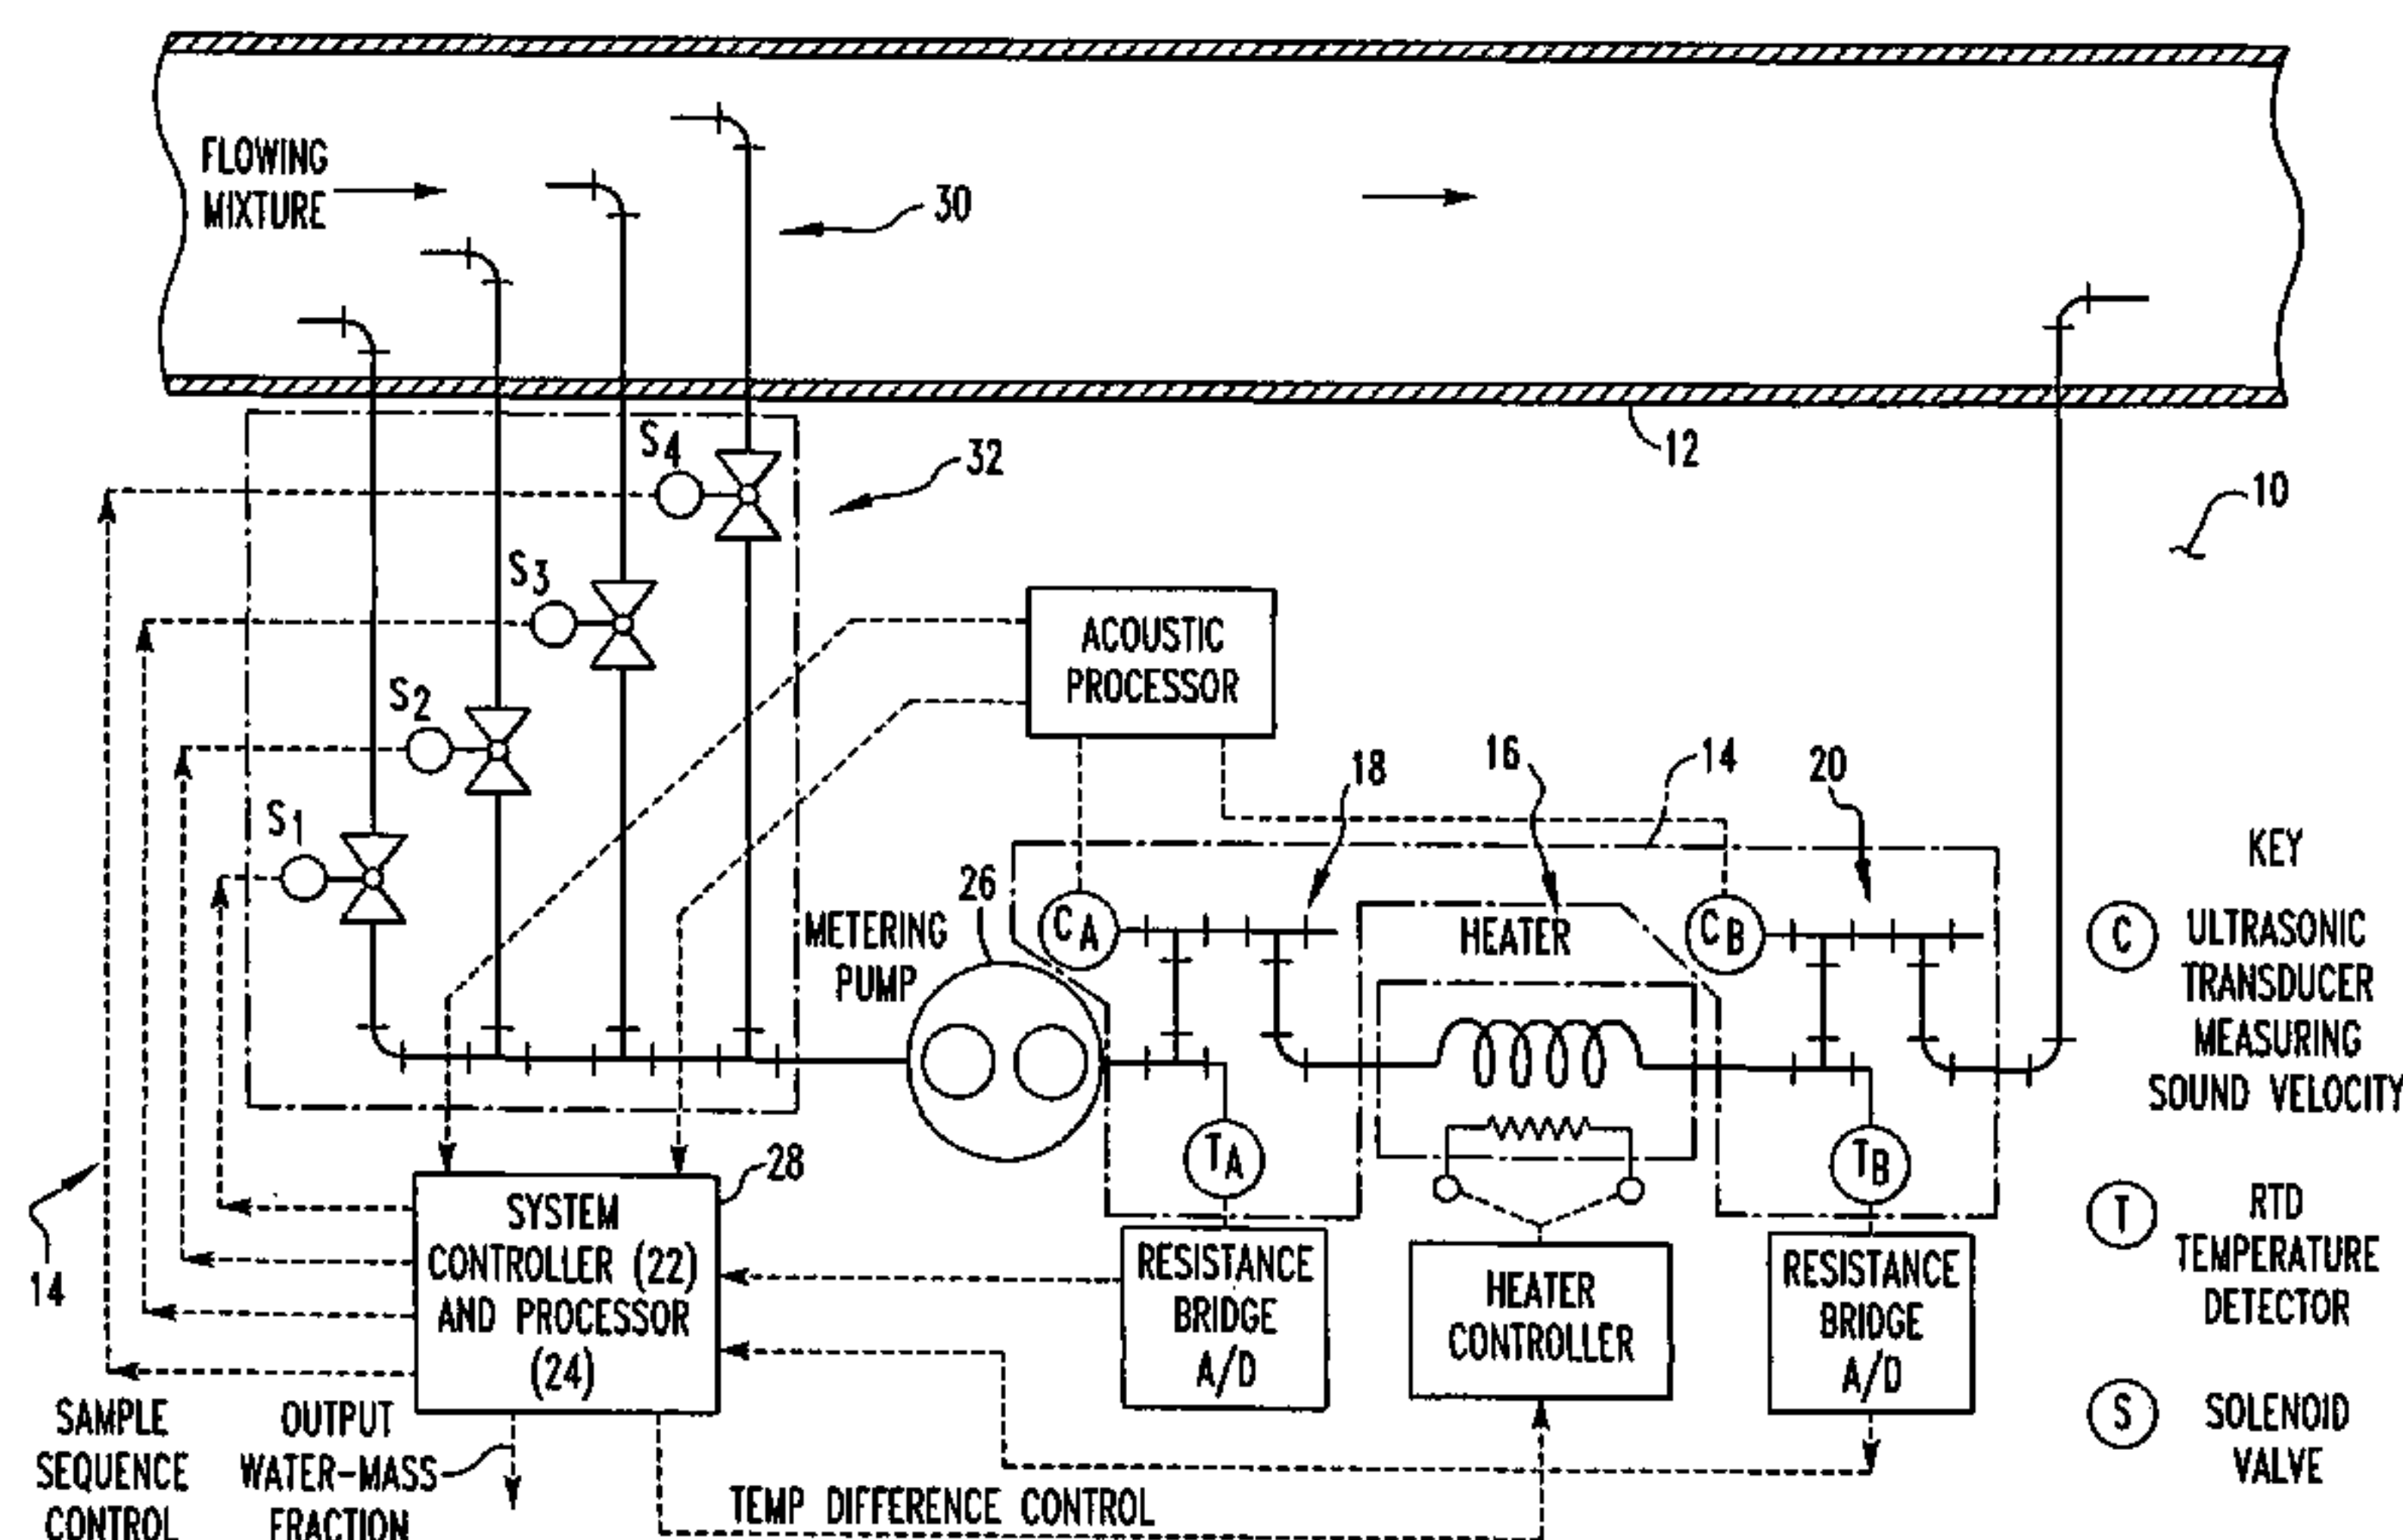 FLOWING
MIXTURE
30
S4
32
12
10
S3
ACOUSTIC
PROCESSOR
S2
18
16
14
20
S1
METERING
PUMP
26
CA
HEATER
CB
KEY
C ULTRASONIC
TRANSDUCER
MEASURING
SOUND VELOCITY
TA
TB
T RTD
TEMPERATURE
DETECTOR
14
28
SYSTEM
CONTROLLER (22)
AND PROCESSOR
(24)
RESISTANCE
BRIDGE
A/D
HEATER
CONTROLLER
RESISTANCE
BRIDGE
A/D
S SOLENOID
VALVE
SAMPLE
SEQUENCE
CONTROL
OUTPUT
WATER-MASS
FRACTION
TEMP DIFFERENCE CONTROL